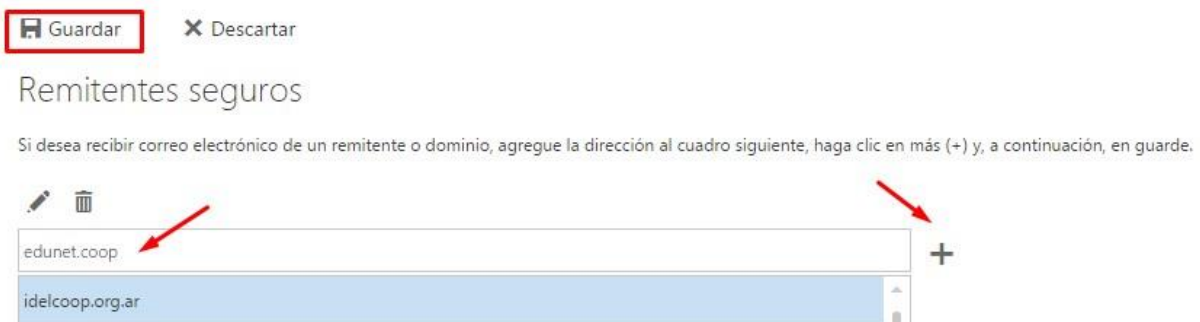 Guardar Descartar
Remitentes seguros
Si desea recibir correo electrónico de un remitente o dominio, agregue la dirección al cuadro siguiente, haga clic en más (+) y, a continuación, en guarde.
edunet.coop
idelcoop.org.ar